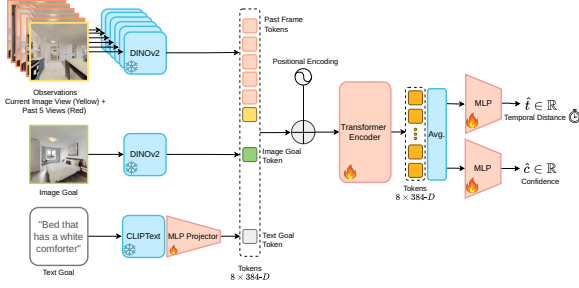 DINOv2
Observations
Current Image View (Yellow) +
Past 5 Views (Red)
Past Frame
Tokens
Positional Encoding
Transformer
Encoder
Avg.
MLP
t̂ ∈ ℝ
Temporal Distance
MLP
ĉ ∈ ℝ
Confidence
Tokens
8 × 384-D
Image Goal
DINOv2
Image Goal
Token
"Bed that
has a white
comforter"
Text Goal
CLIPText
MLP Projector
Text Goal
Token
Tokens
8 × 384-D